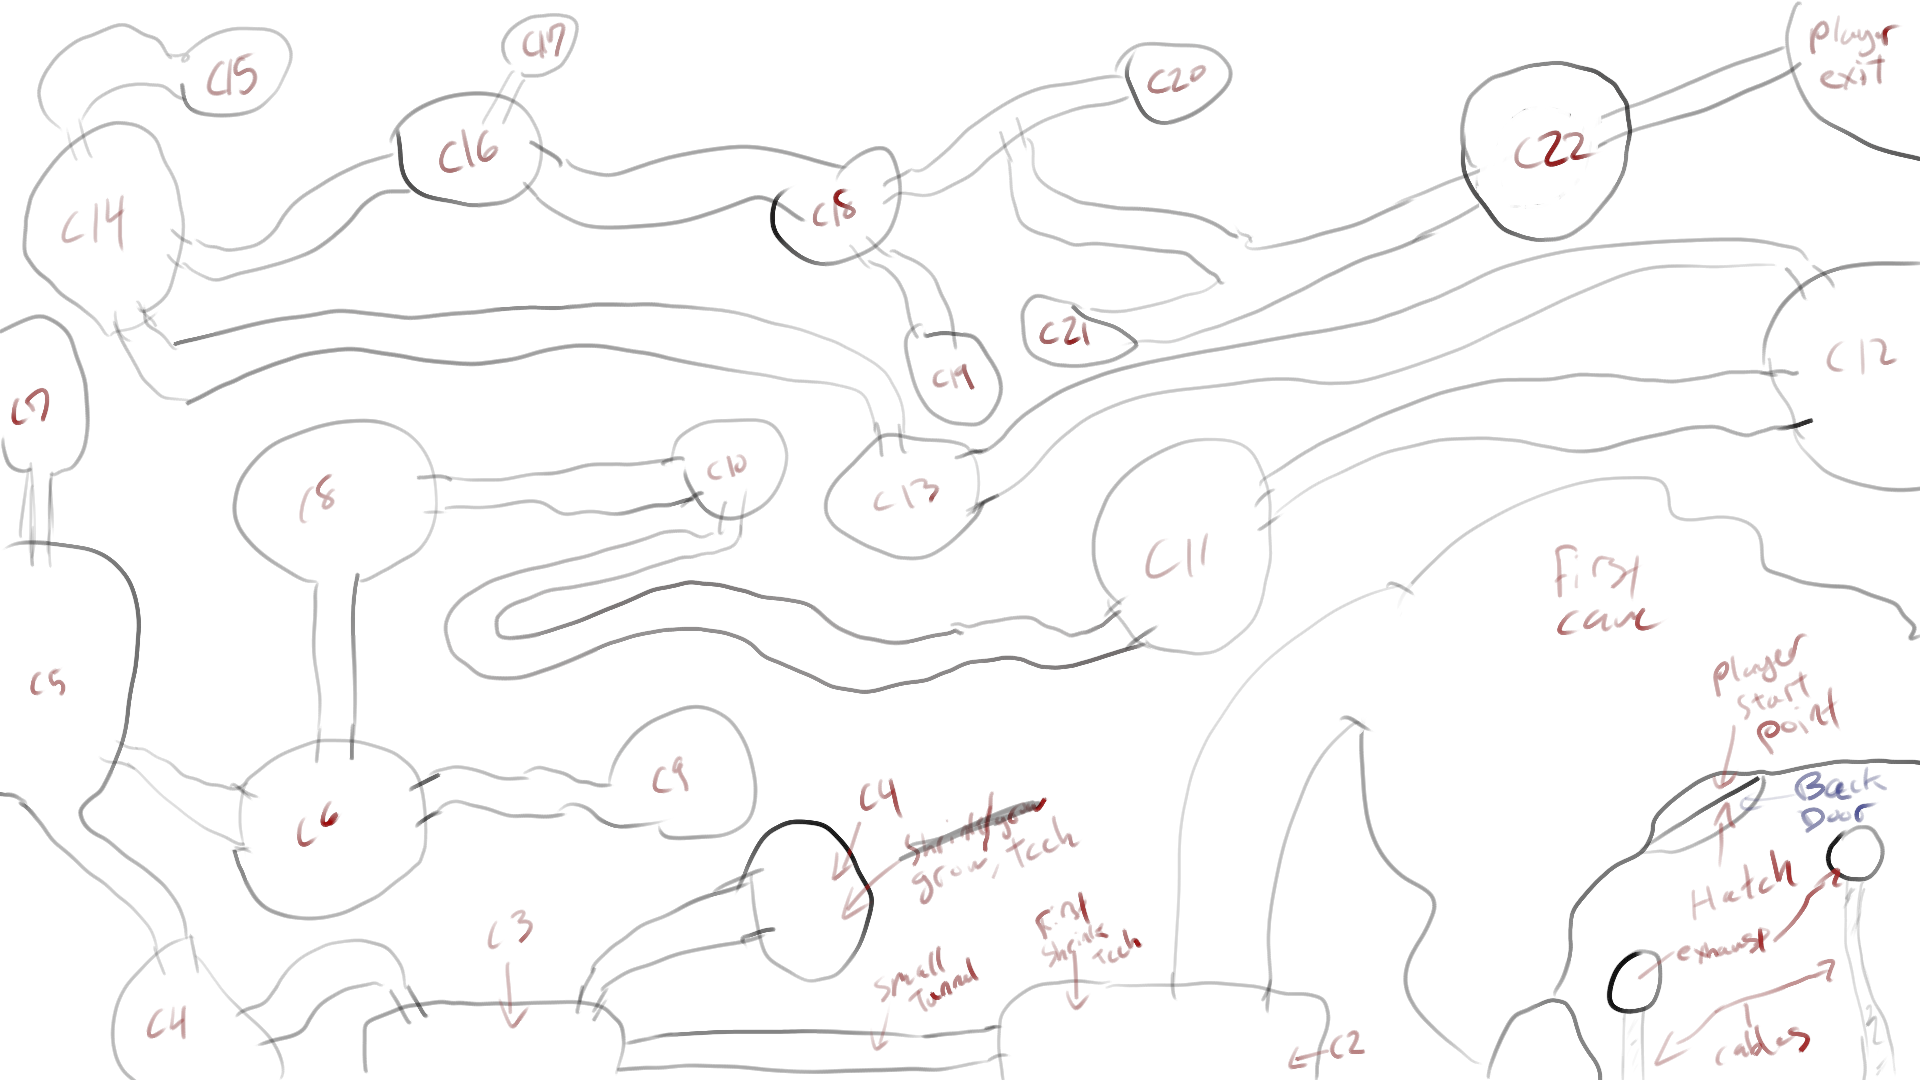 C15
C17
C20
player
exit
C16
C22
C14
C18
C21
C19
C12
C7
C8
C10
C13
C11
First
cave
C5
player
start
point
C9
C6
C4
Back
Door
grow, tech
Hatch
C3
First
Shrink
tech
exhausp
small
Tunnel
C4
C2
cables